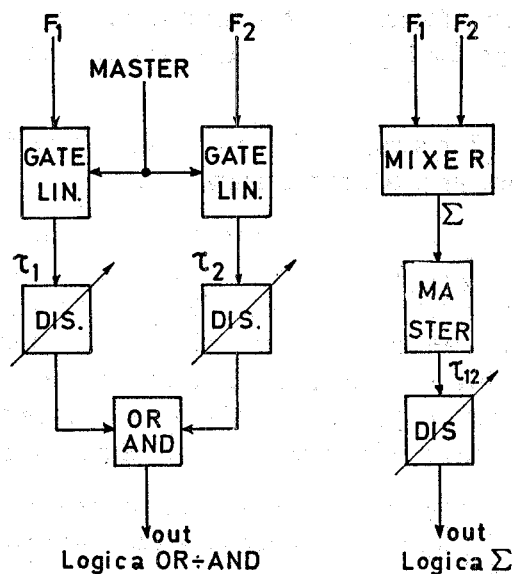 F1
F2
MASTER
GATE
LIN.
GATE
LIN.
τ1
τ2
DIS.
DIS.
OR
AND
out
Logica OR÷AND
F1
F2
MIXER
Σ
MA
STER
τ12
DIS
out
Logica Σ